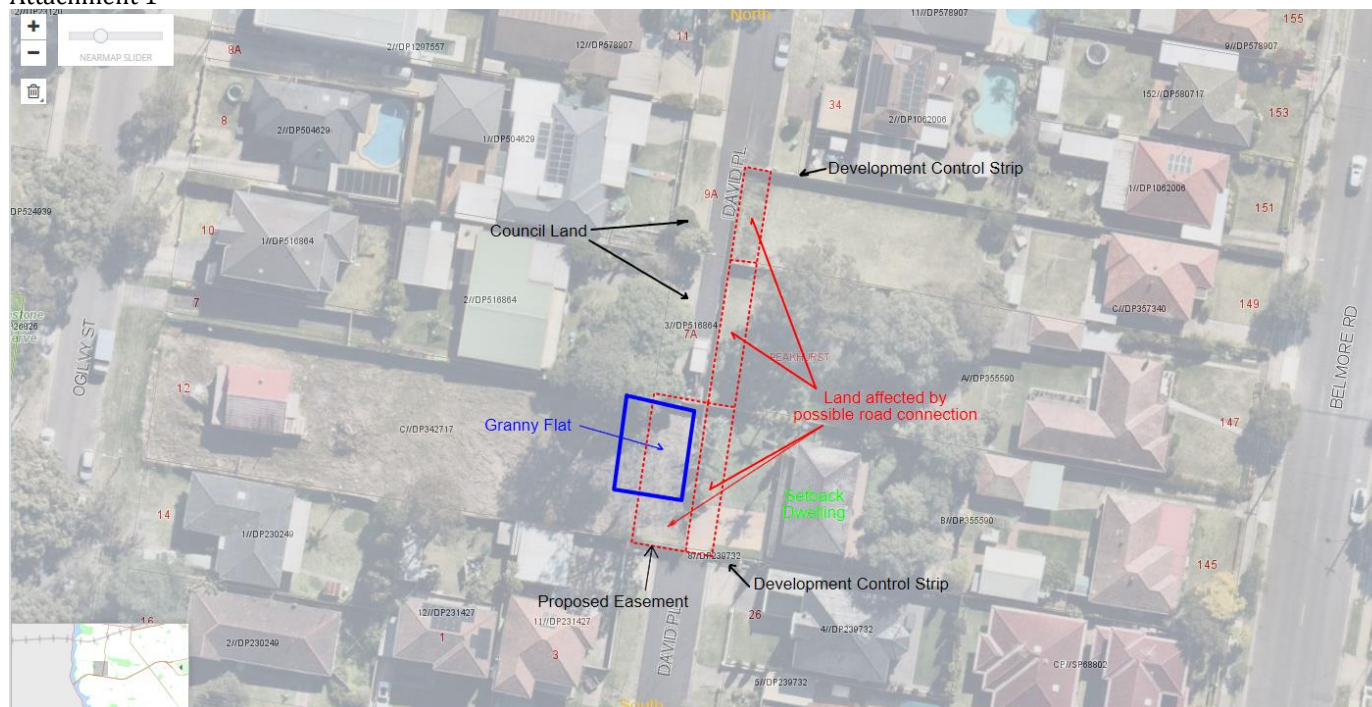 Attachment 1
North
11//DP578907
155
+
2//DP1297557
12//DP578907
11
9//DP578907
8A
NEARMAP SLIDER
−
34
152//DP580717
153
8
2//DP504629
1//DP504629
2//DP1062006
Development Control Strip
DAVID PL
9A
1//DP1062006
DP524939
151
10
1//DP516864
Council Land
7
2//DP516864
C//DP357340
149
3//DP516864
7A
PEAKHURST
OGILVY ST
BELMORE RD
12
A//DP355590
Land affected by
possible road connection
147
Granny Flat
C//DP342717
Setback
Dwelling
14
B//DP355590
1//DP230249
145
8//DP239732
Development Control Strip
Proposed Easement
16
12//DP231427
11//DP231427
26
4//DP239732
2//DP230249
1
3
DAVID PL
CP//SP68802
5//DP239732
South